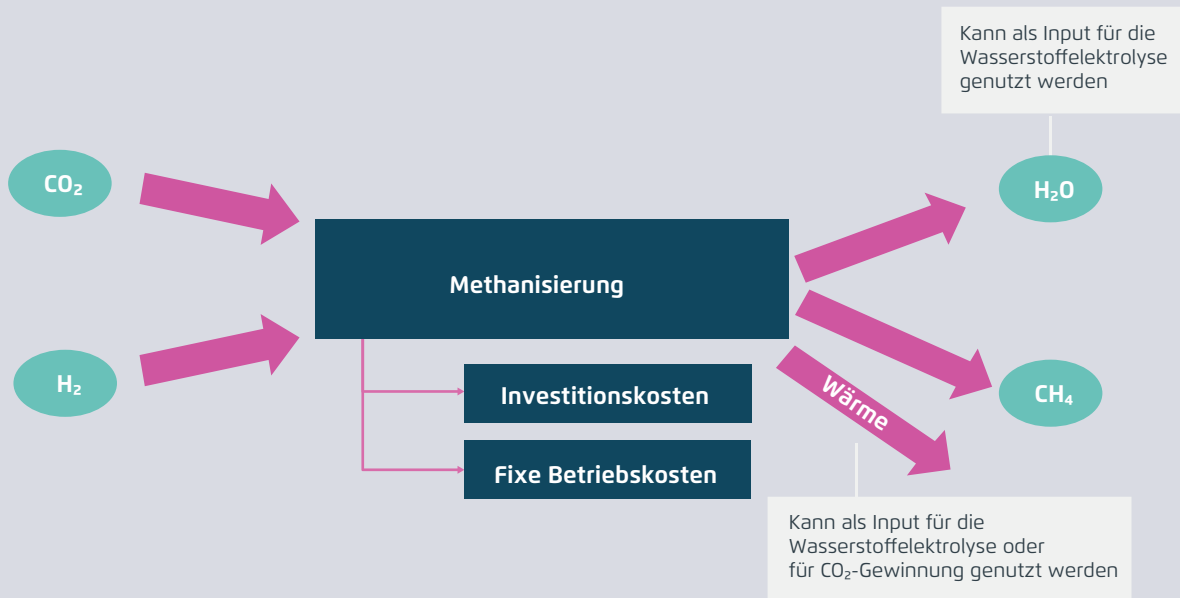 Kann als Input für die
Wasserstoffelektrolyse
genutzt werden
CO₂
H₂O
Methanisierung
H₂
Wärme
CH₄
Investitionskosten
Fixe Betriebskosten
Kann als Input für die
Wasserstoffelektrolyse oder
für CO₂-Gewinnung genutzt werden